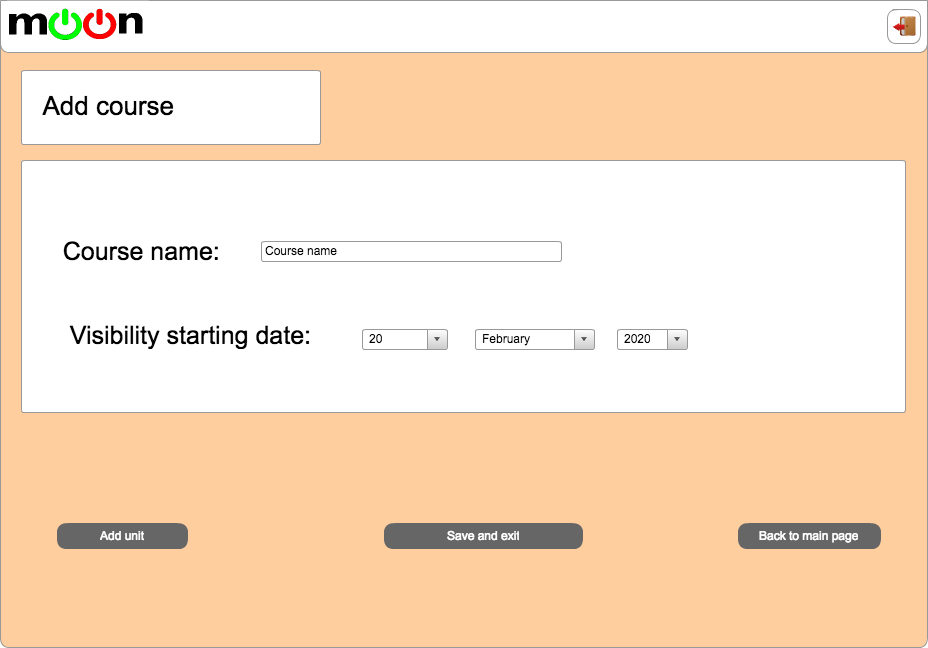 moon
Add course
Course name: Course name
Visibility starting date: 20 February 2020
Add unit Save and exit Back to main page